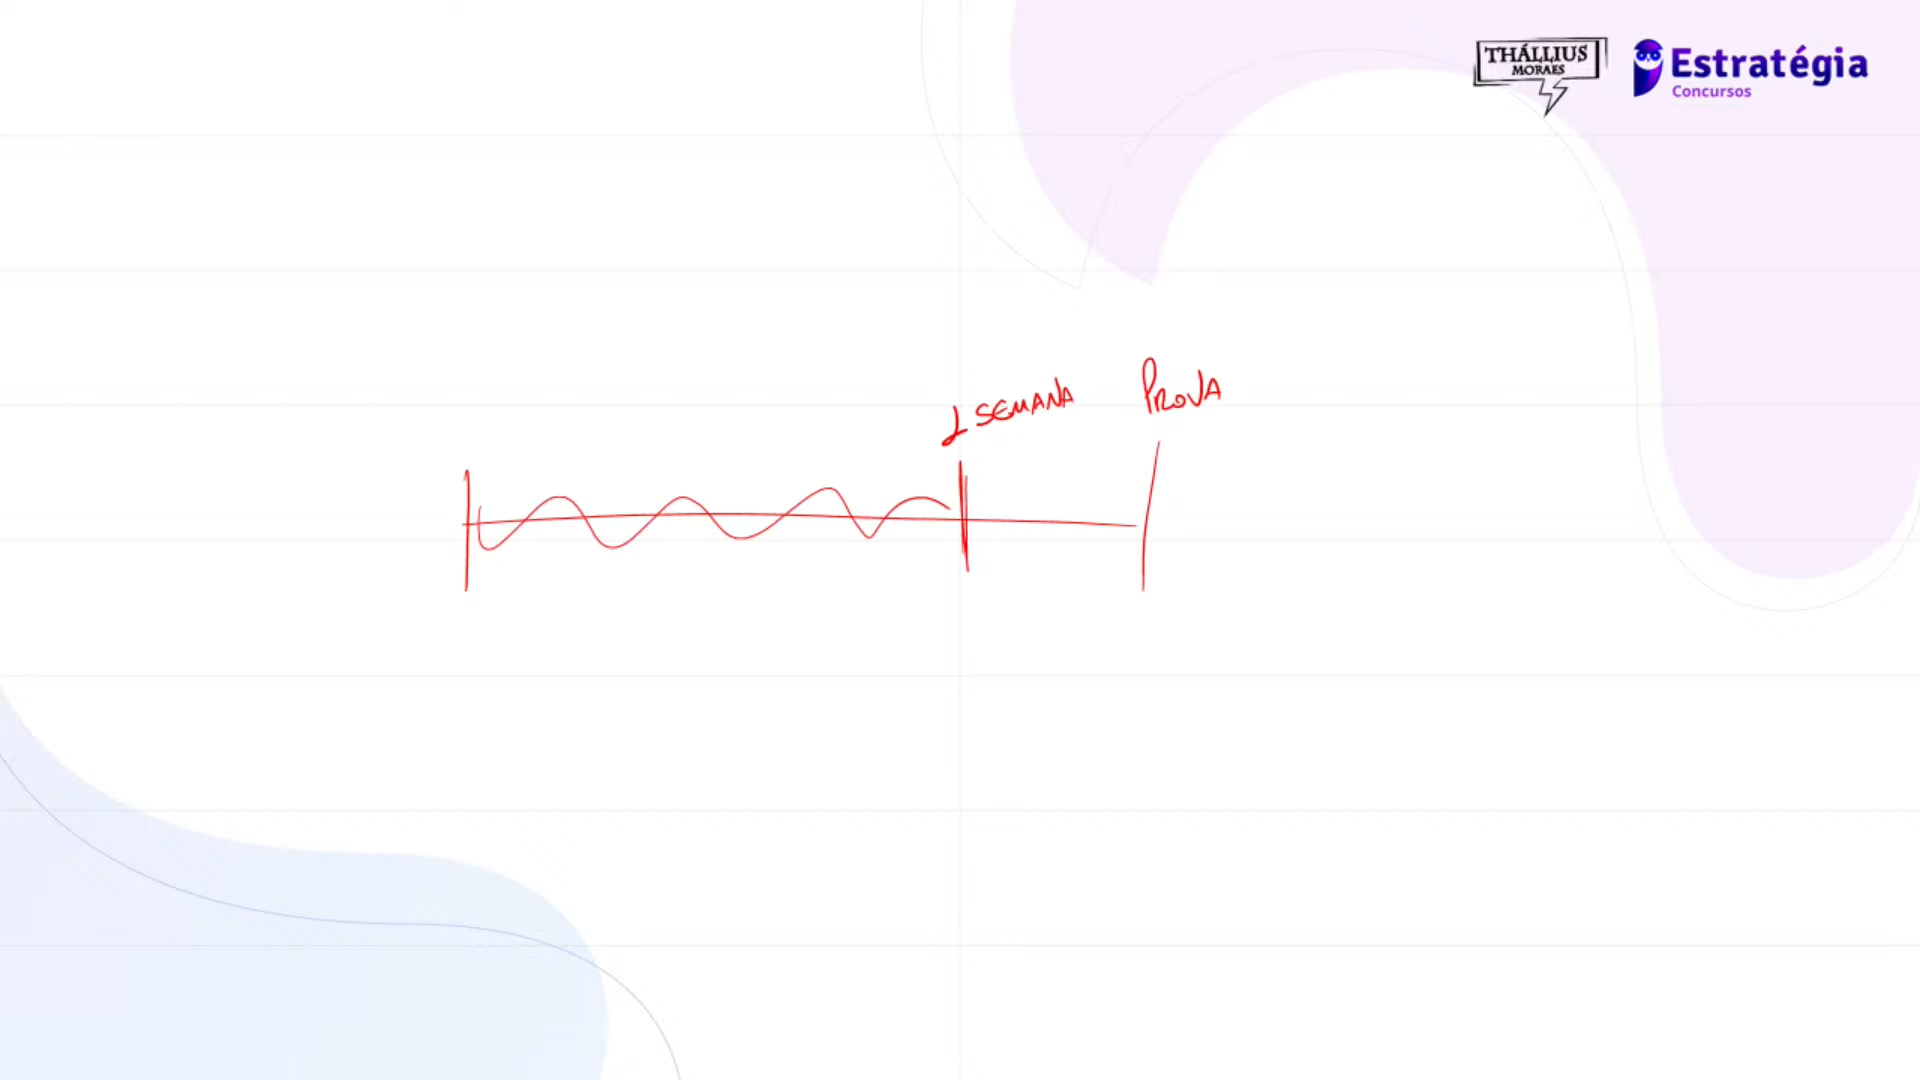 THÁLLIUS
MORAES
Estratégia
Concursos
1 SEMANA
PROVA